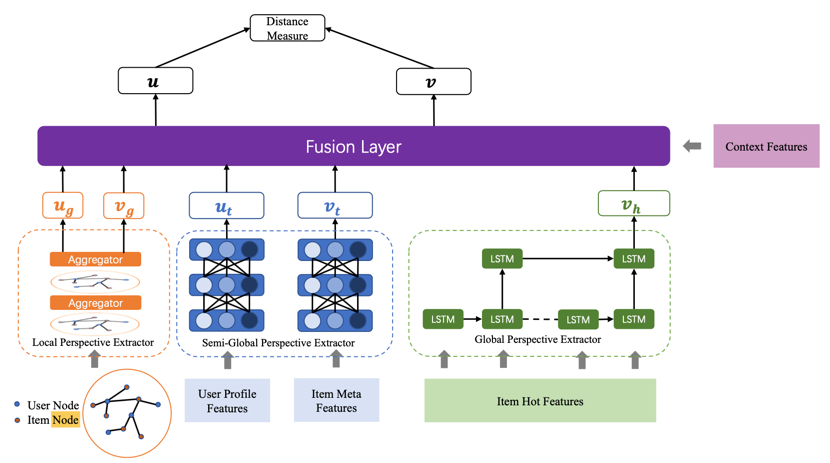 Distance
Measure
u
v
Fusion Layer
Context Features
u_g
v_g
u_t
v_t
v_h
Aggregator
Aggregator
Local Perspective Extractor
Semi-Global Perspective Extractor
LSTM
LSTM
LSTM
LSTM
LSTM
LSTM
Global Perspective Extractor
User Node
Item Node
User Profile
Features
Item Meta
Features
Item Hot Features